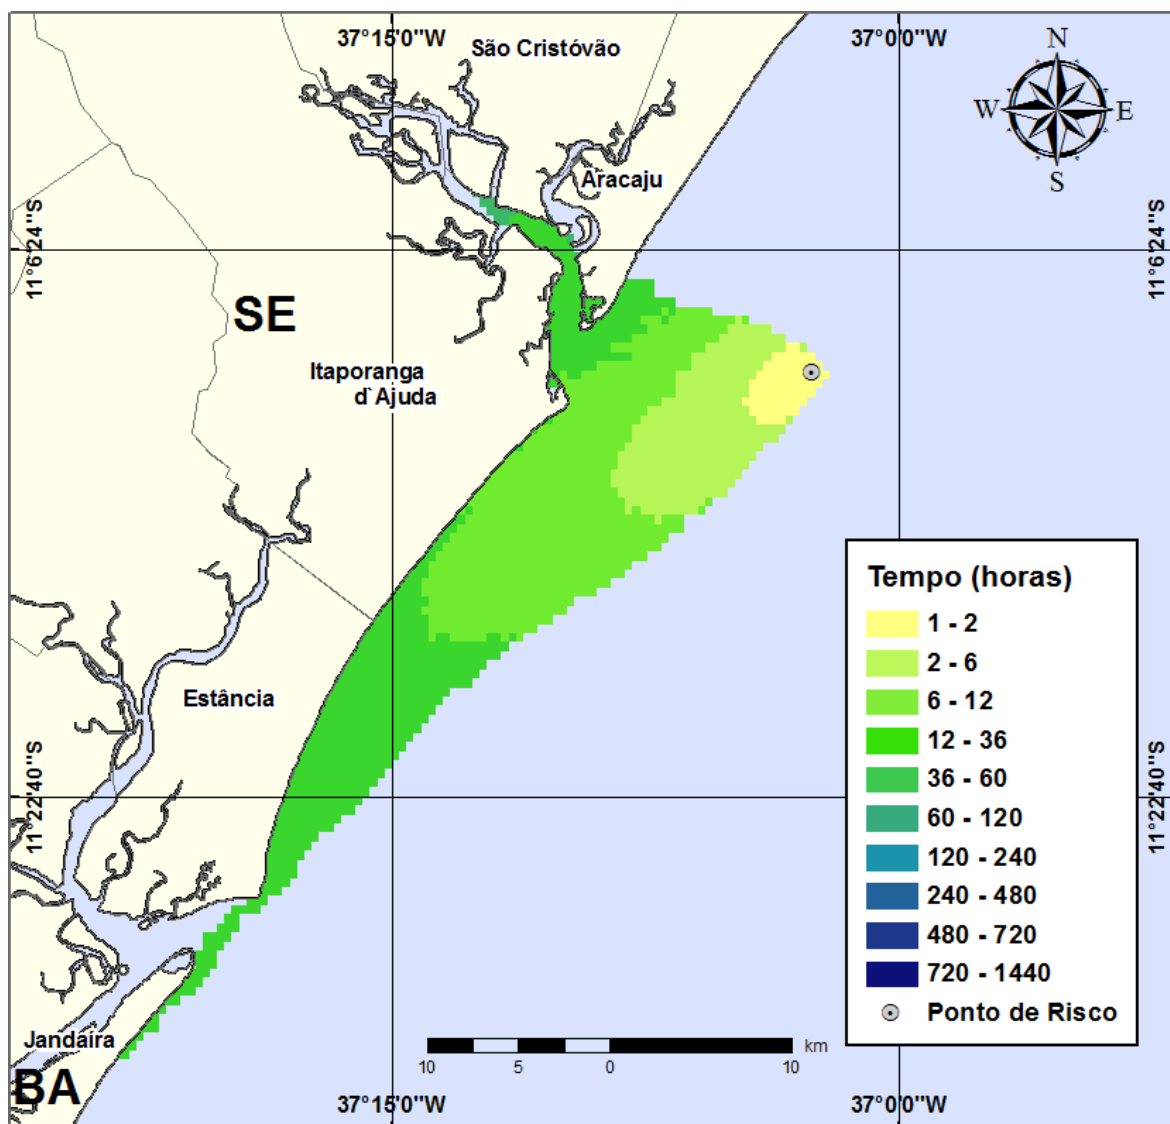 37°15'0"W
37°0'0"W
São Cristóvão
N
W
E
S
Aracaju
11°6'24"S
11°6'24"S
SE
Itaporanga
d`Ajuda
Estância
11°22'40"S
11°22'40"S
Tempo (horas)
1 - 2
2 - 6
6 - 12
12 - 36
36 - 60
60 - 120
120 - 240
240 - 480
480 - 720
720 - 1440
Ponto de Risco
Jandaíra
BA
km
10 5 0 10
37°15'0"W
37°0'0"W